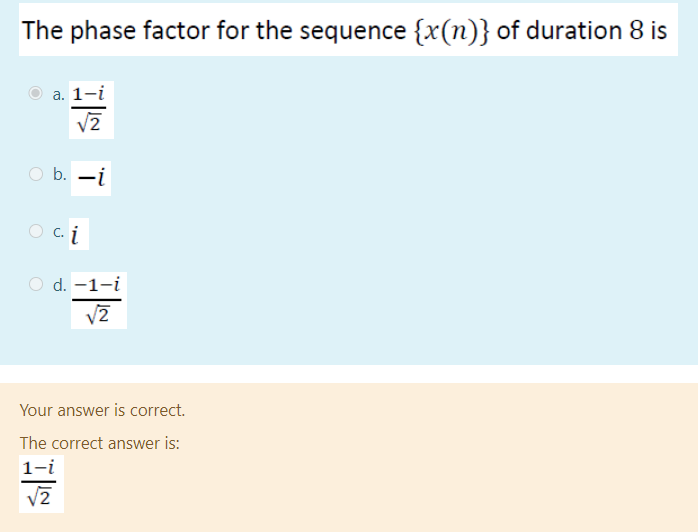 The phase factor for the sequence {x(n)} of duration 8 is
a. 1−i
√2
b. −i
c. i
d. −1−i
√2
Your answer is correct.
The correct answer is:
1−i
√2